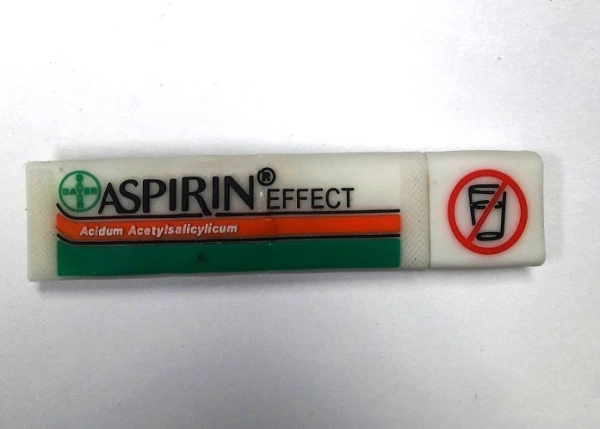 BAYER
ASPIRIN® EFFECT
Acidum Acetylsalicylicum